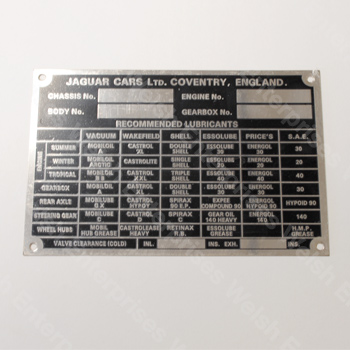 JAGUAR CARS LTD. COVENTRY, ENGLAND.
CHASSIS No. ENGINE No.
BODY No. GEARBOX No.
RECOMMENDED LUBRICANTS
VACUUM WAKEFIELD SHELL ESSOLUBE PRICE'S S.A.E.
ENGINE
SUMMER MOBILOIL A CASTROL XL DOUBLE SHELL ESSOLUBE 30 ENERGOL 30 30
WINTER MOBILOIL ARCTIC CASTROLITE SINGLE SHELL ESSOLUBE 20 ENERGOL 20 20
TROPICAL MOBILOIL BB CASTROL XXL TRIPLE SHELL ESSOLUBE 40 ENERGOL 40 40
GEARBOX MOBILOIL A CASTROL XL DOUBLE SHELL ESSOLUBE 30 ENERGOL 30 30
REAR AXLE MOBILUBE GX CASTROL HYPOY SPIRAX 90 E.P. EXPEE COMPOUND 90 ENERGOL HYPOID 90 HYPOID 90
STEERING GEAR MOBILUBE C CASTROL D SPIRAX C GEAR OIL 140 HEAVY ENERGOL 140 140
WHEEL HUBS MOBIL HUB GREASE CASTROLEASE HEAVY RETINAX R.B. ESSOLUBE GREASE H.M.P. GREASE
VALVE CLEARANCE (COLD) INL. INS. EXH. INS.